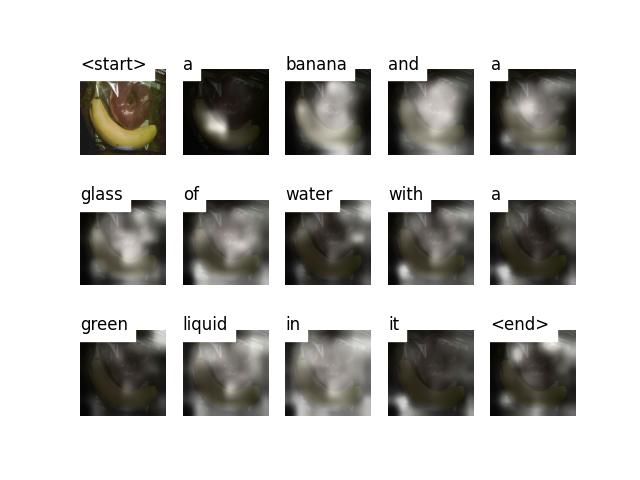 <start> a banana and a
glass of water with a
green liquid in it <end>